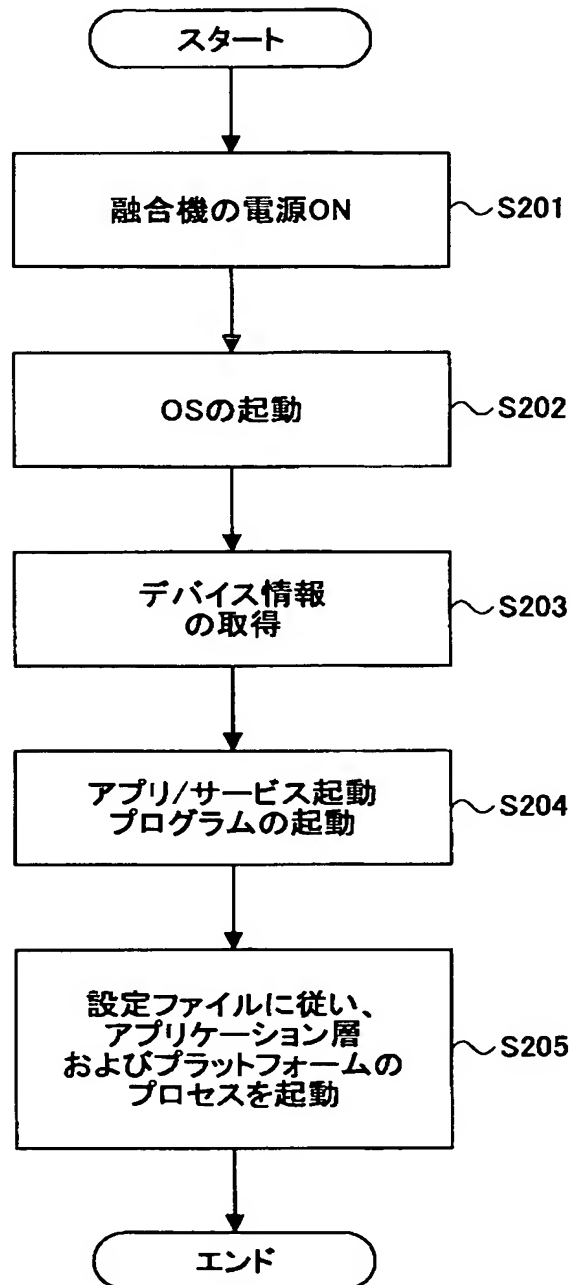 スタート
融合機の電源ON
S201
OSの起動
S202
デバイス情報
の取得
S203
アプリ/サービス起動
プログラムの起動
S204
設定ファイルに従い、
アプリケーション層
およびプラットフォームの
プロセスを起動
S205
エンド